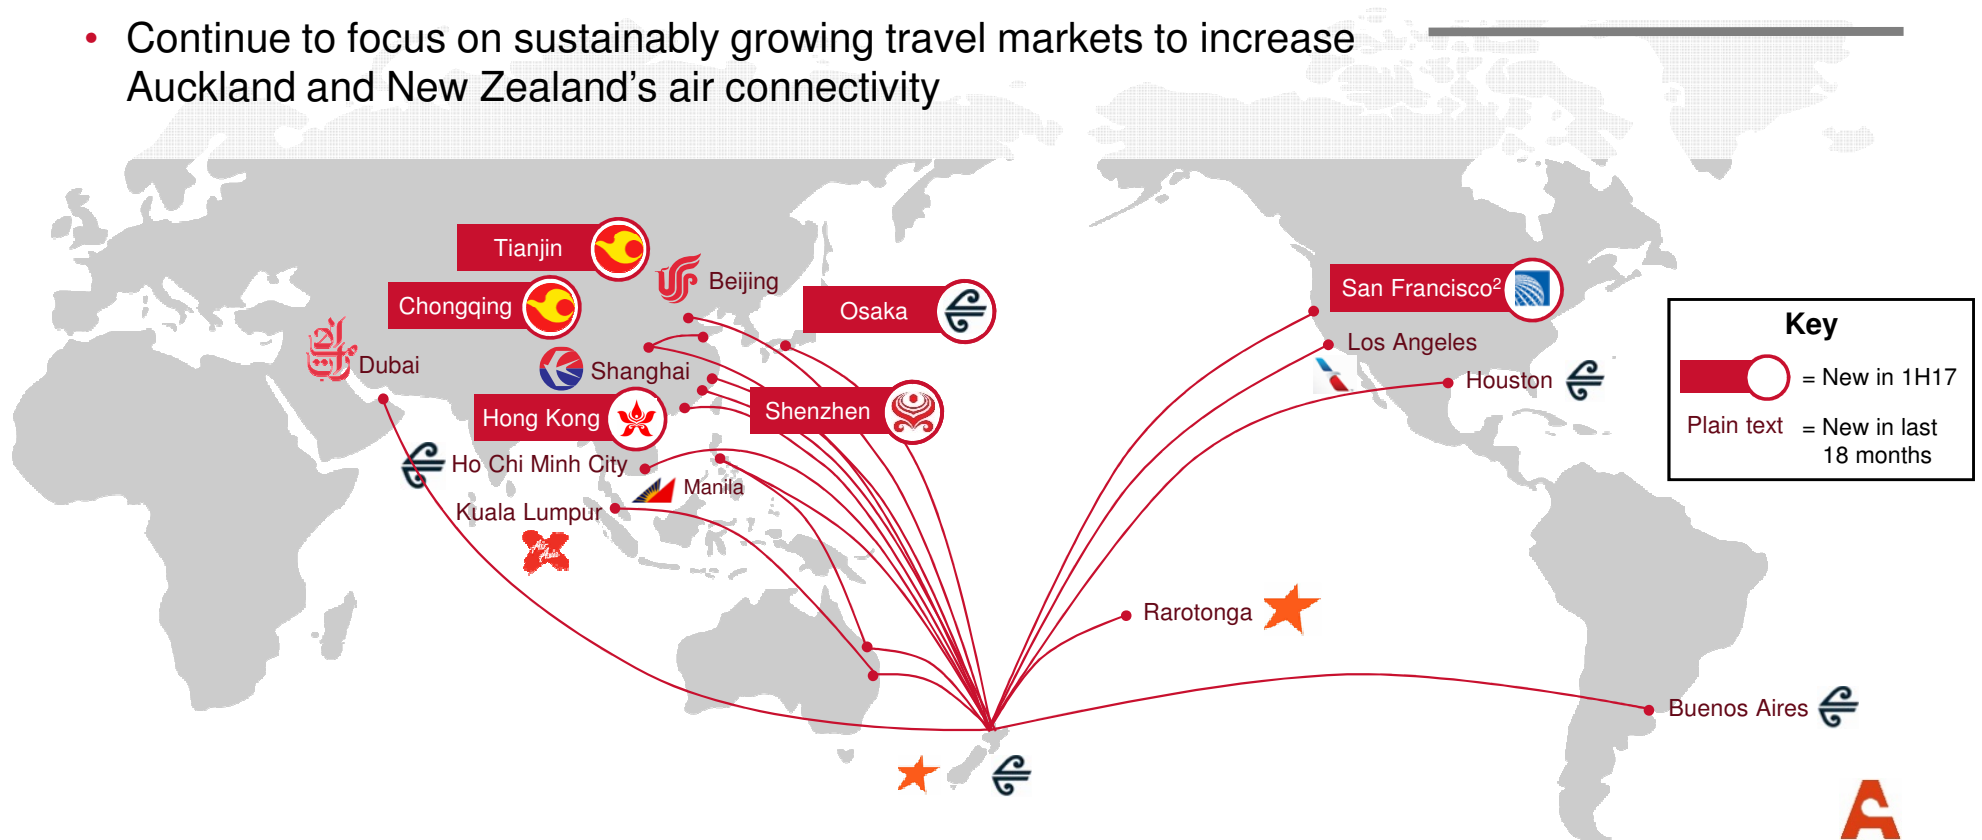 • Continue to focus on sustainably growing travel markets to increase
Auckland and New Zealand's air connectivity
Tianjin
Beijing
Chongqing
Osaka
San Francisco²
Los Angeles
Dubai
Shanghai
Houston
Hong Kong
Shenzhen
Ho Chi Minh City
Manila
Kuala Lumpur
Air
Asia
Rarotonga
Buenos Aires
Key
= New in 1H17
Plain text = New in last
18 months